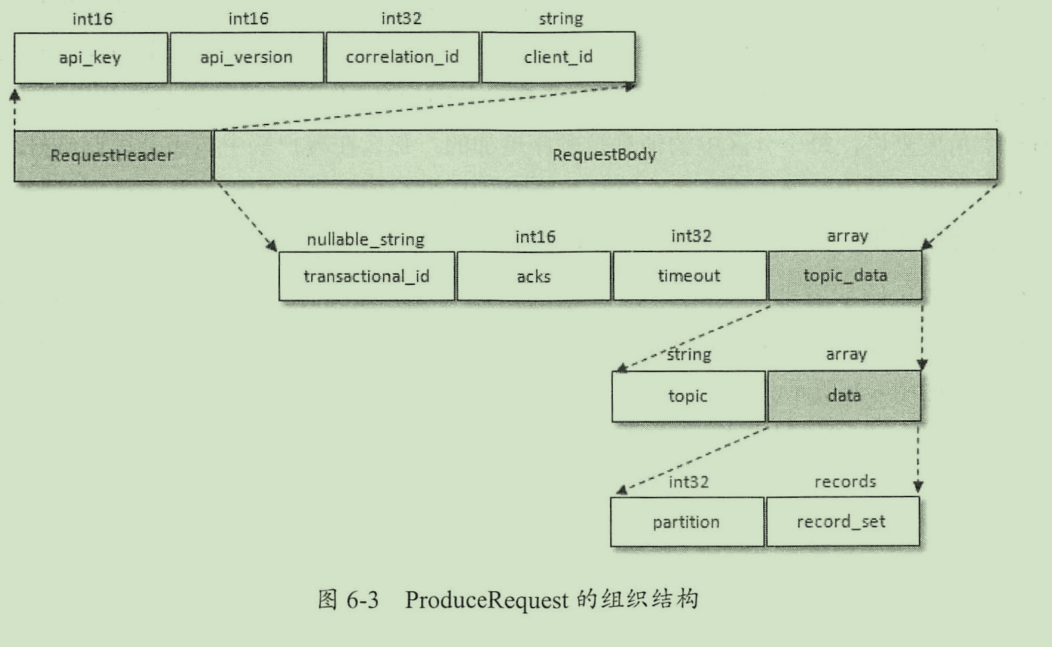 int16 int16 int32 string
api_key api_version correlation_id client_id
RequestHeader RequestBody
nullable_string int16 int32 array
transactional_id acks timeout topic_data
string array
topic data
int32 records
partition record_set
图 6-3 ProduceRequest 的组织结构